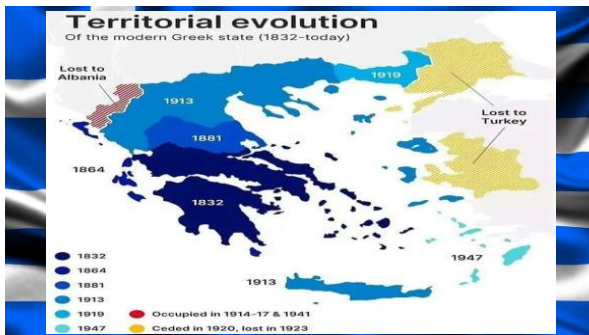 Territorial evolution
Of the modern Greek state (1832-today)
Lost to
Albania
1919
1913
Lost to
Turkey
1881
1864
1832
1947
1913
1832
1864
1881
1913
1919
1947
Occupied in 1914-17 & 1941
Ceded in 1920, lost in 1923